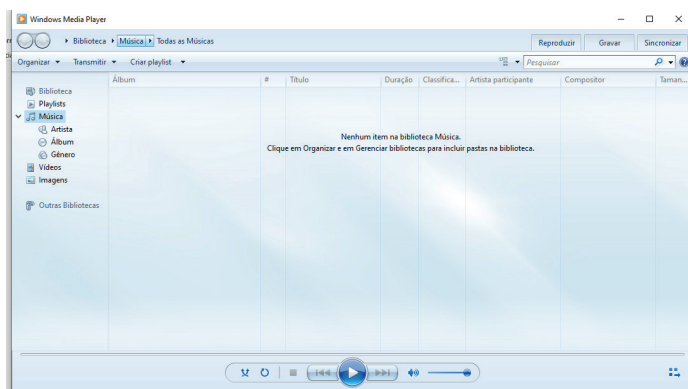 Windows Media Player
Biblioteca Música Todas as Músicas
Reproduzir Gravar Sincronizar
Organizar Transmitir Criar playlist
Pesquisar
Álbum # Título Duração Classifica... Artista participante Compositor Taman...
Biblioteca
Playlists
Música
Artista
Álbum
Gênero
Vídeos
Imagens
Outras Bibliotecas
Nenhum item na biblioteca Música.
Clique em Organizar e em Gerenciar bibliotecas para incluir pastas na biblioteca.